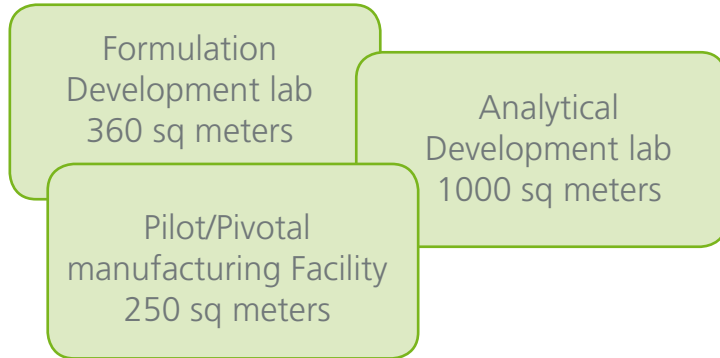 Formulation
Development lab
360 sq meters
Analytical
Development lab
1000 sq meters
Pilot/Pivotal
manufacturing Facility
250 sq meters